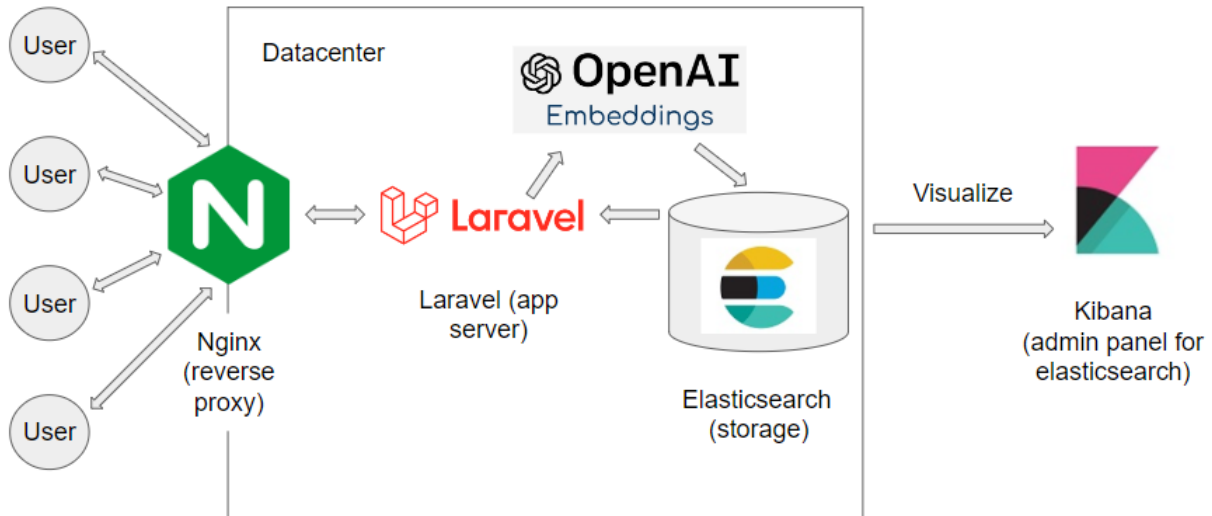 User
User
User
User
Datacenter
OpenAI
Embeddings
Laravel
Laravel (app
server)
Nginx
(reverse
proxy)
Elasticsearch
(storage)
Visualize
Kibana
(admin panel for
elasticsearch)